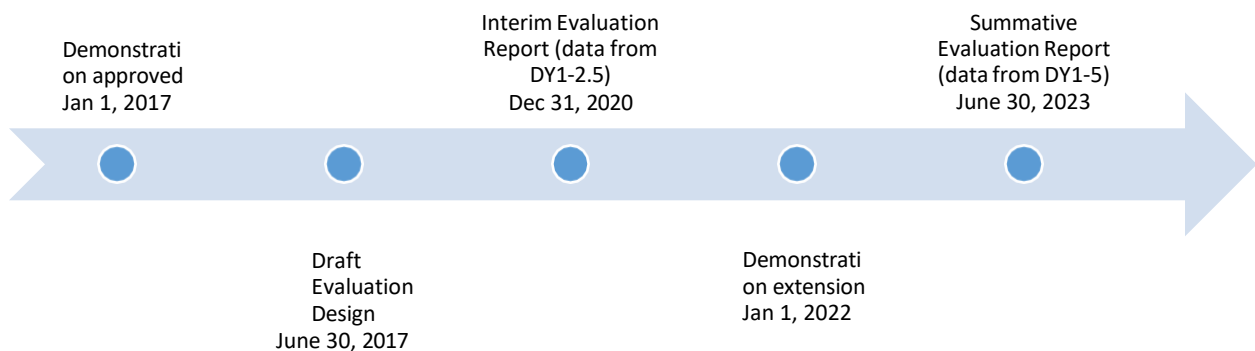 Demonstrati
on approved
Jan 1, 2017
Draft
Evaluation
Design
June 30, 2017
Interim Evaluation
Report (data from
DY1-2.5)
Dec 31, 2020
Demonstrati
on extension
Jan 1, 2022
Summative
Evaluation Report
(data from DY1-5)
June 30, 2023